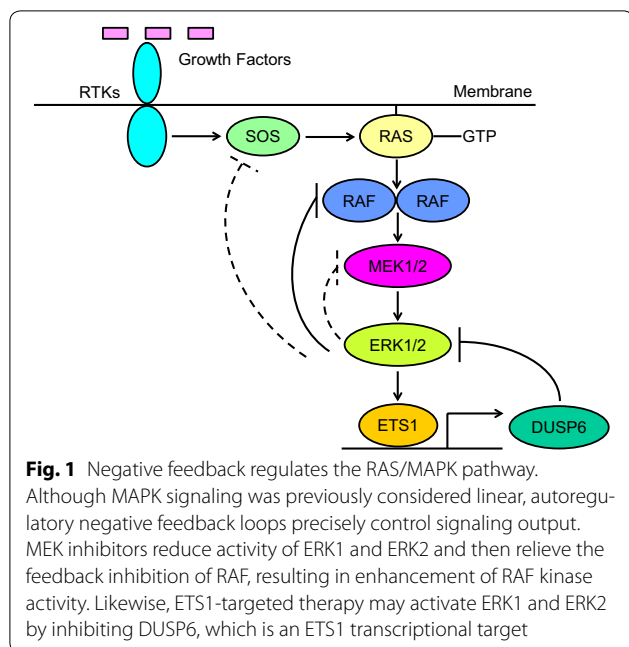 Growth Factors
RTKs
Membrane
SOS
RAS
GTP
RAF
RAF
MEK1/2
ERK1/2
ETS1
DUSP6
Fig. 1 Negative feedback regulates the RAS/MAPK pathway.
Although MAPK signaling was previously considered linear, autoregu-
latory negative feedback loops precisely control signaling output.
MEK inhibitors reduce activity of ERK1 and ERK2 and then relieve the
feedback inhibition of RAF, resulting in enhancement of RAF kinase
activity. Likewise, ETS1-targeted therapy may activate ERK1 and ERK2
by inhibiting DUSP6, which is an ETS1 transcriptional target